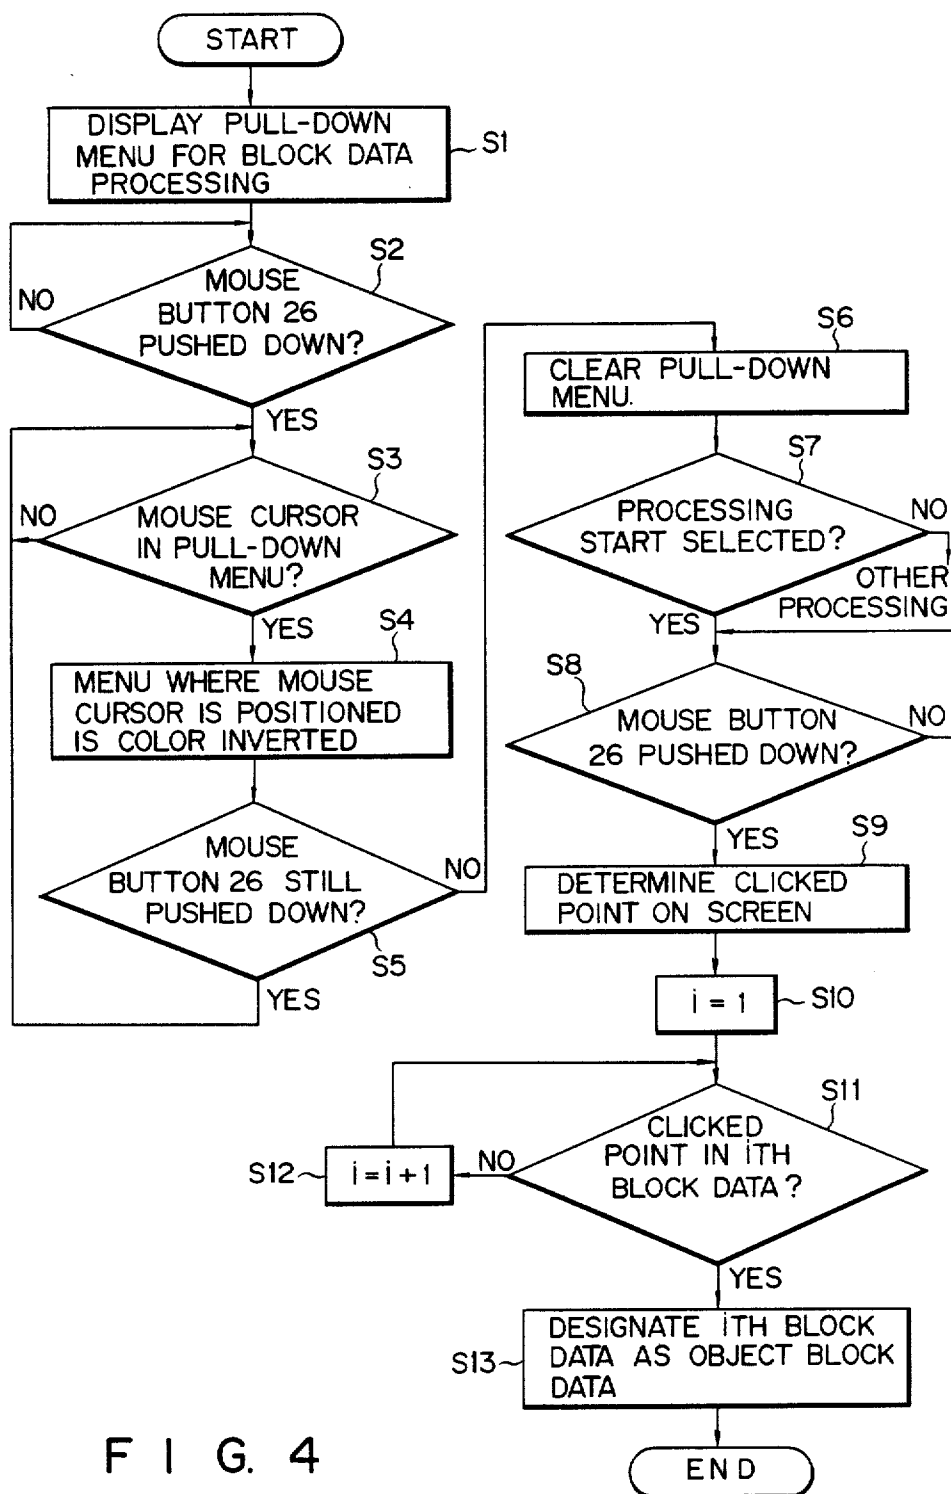 START
DISPLAY PULL-DOWN
MENU FOR BLOCK DATA
PROCESSING
S1
S2
MOUSE
BUTTON 26
PUSHED DOWN?
NO
YES
S3
MOUSE CURSOR
IN PULL-DOWN
MENU?
NO
YES
S4
MENU WHERE MOUSE
CURSOR IS POSITIONED
IS COLOR INVERTED
MOUSE
BUTTON 26 STILL
PUSHED DOWN?
NO
S5
YES
S6
CLEAR PULL-DOWN
MENU.
S7
PROCESSING
START SELECTED?
NO
OTHER
PROCESSING
YES
S8
MOUSE BUTTON
26 PUSHED DOWN?
NO
YES
S9
DETERMINE CLICKED
POINT ON SCREEN
i = 1
S10
S11
CLICKED
POINT IN iTH
BLOCK DATA?
NO
S12
i = i + 1
YES
DESIGNATE iTH BLOCK
DATA AS OBJECT BLOCK
DATA
S13
END
FIG. 4